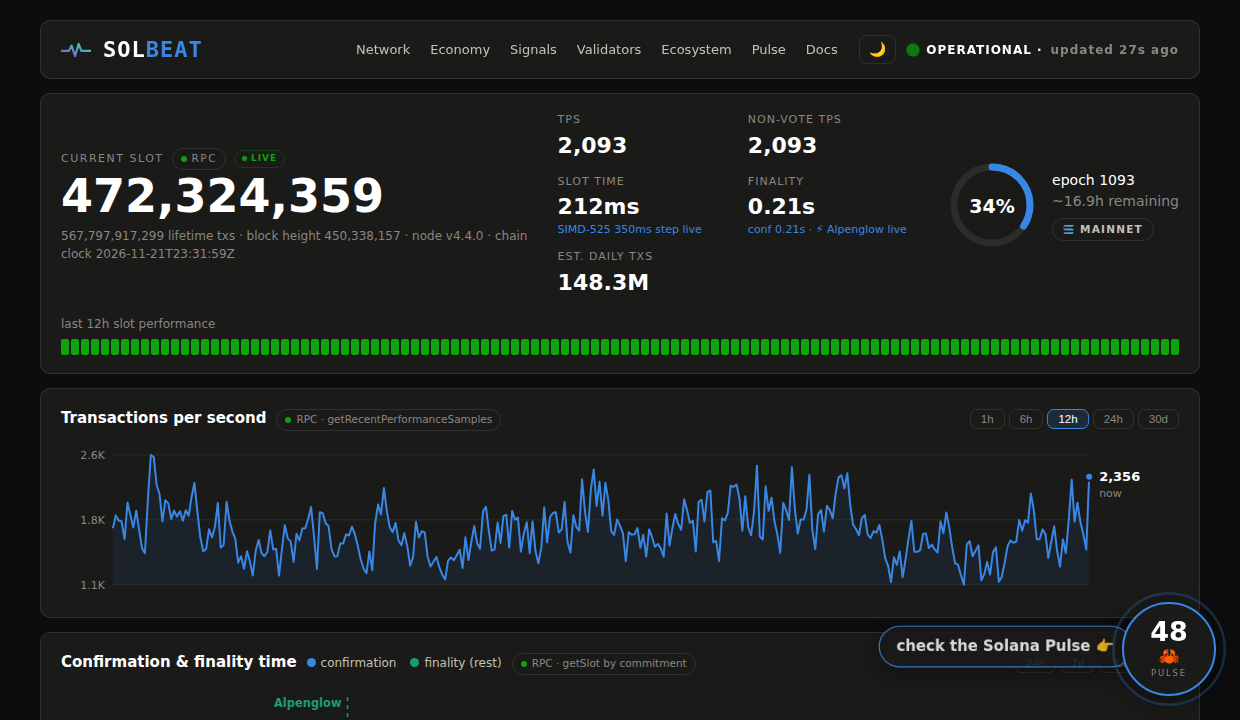 SOLBEAT
Network Economy Signals Validators Ecosystem Pulse Docs 🌙 OPERATIONAL · updated 27s ago
CURRENT SLOT RPC LIVE
472,324,359
567,797,917,299 lifetime txs · block height 450,338,157 · node v4.4.0 · chain
clock 2026-11-21T23:31:59Z
TPS
2,093
NON-VOTE TPS
2,093
SLOT TIME
212ms
SIMD-525 350ms step live
FINALITY
0.21s
conf 0.21s · ⚡ Alpenglow live
EST. DAILY TXS
148.3M
34%
epoch 1093
~16.9h remaining
MAINNET
last 12h slot performance
Transactions per second RPC · getRecentPerformanceSamples
1h 6h 12h 24h 30d
2.6K
1.8K
1.1K
2,356
now
Confirmation & finality time confirmation finality (rest) RPC · getSlot by commitment
24h 7d
Alpenglow
check the Solana Pulse 👉
48
🦀
PULSE